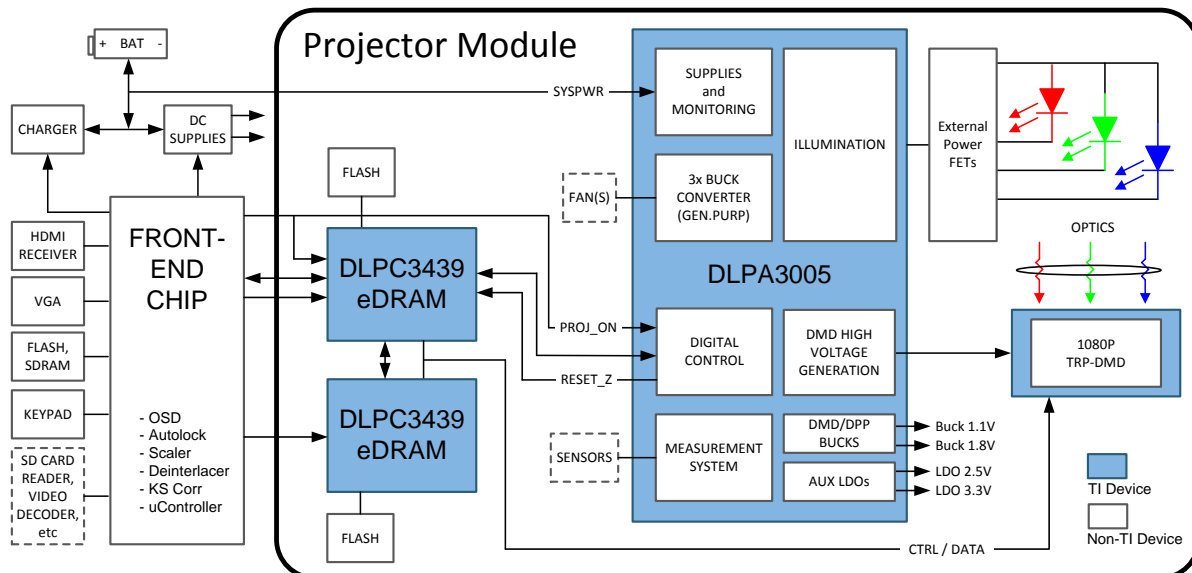 Projector Module
+ BAT -
CHARGER
DC
SUPPLIES
SYSPWR
SUPPLIES
and
MONITORING
ILLUMINATION
External
Power
FETs
FLASH
FAN(S)
3x BUCK
CONVERTER
(GEN.PURP)
HDMI
RECEIVER
VGA
FLASH,
SDRAM
KEYPAD
SD CARD
READER,
VIDEO
DECODER,
etc
FRONT-
END
CHIP
- OSD
- Autolock
- Scaler
- Deinterlacer
- KS Corr
- uController
DLPC3439
eDRAM
DLPC3439
eDRAM
FLASH
DLPA3005
OPTICS
PROJ_ON
RESET_Z
DIGITAL
CONTROL
DMD HIGH
VOLTAGE
GENERATION
1080P
TRP-DMD
SENSORS
MEASUREMENT
SYSTEM
DMD/DPP
BUCKS
AUX LDOs
Buck 1.1V
Buck 1.8V
LDO 2.5V
LDO 3.3V
CTRL / DATA
TI Device
Non-TI Device